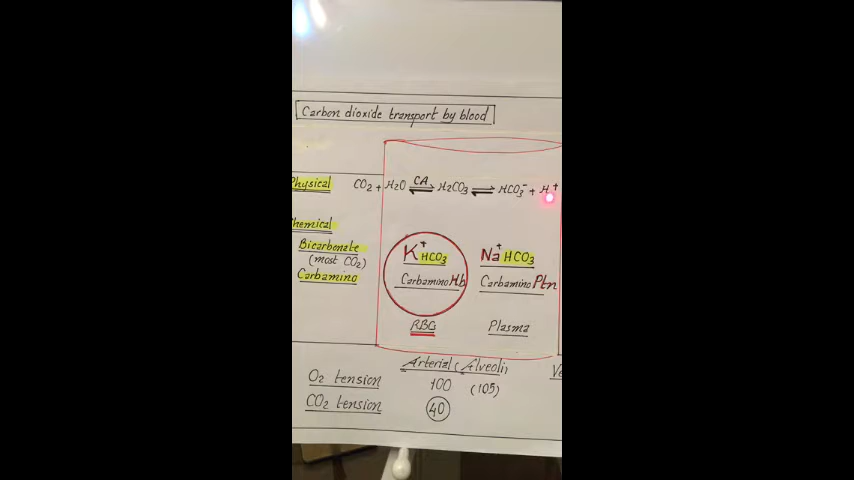 Carbon dioxide transport by blood
Physical CO2 + H2O CA ⇌ H2CO3 ⇌ HCO3⁻ + H⁺
Chemical
Bicarbonate K⁺HCO3 Na⁺HCO3
(most CO2)
Carbamino Carbamino Hb Carbamino Ptn
RBC Plasma
Arterial (Alveoli)
O2 tension 100 (105)
CO2 tension 40